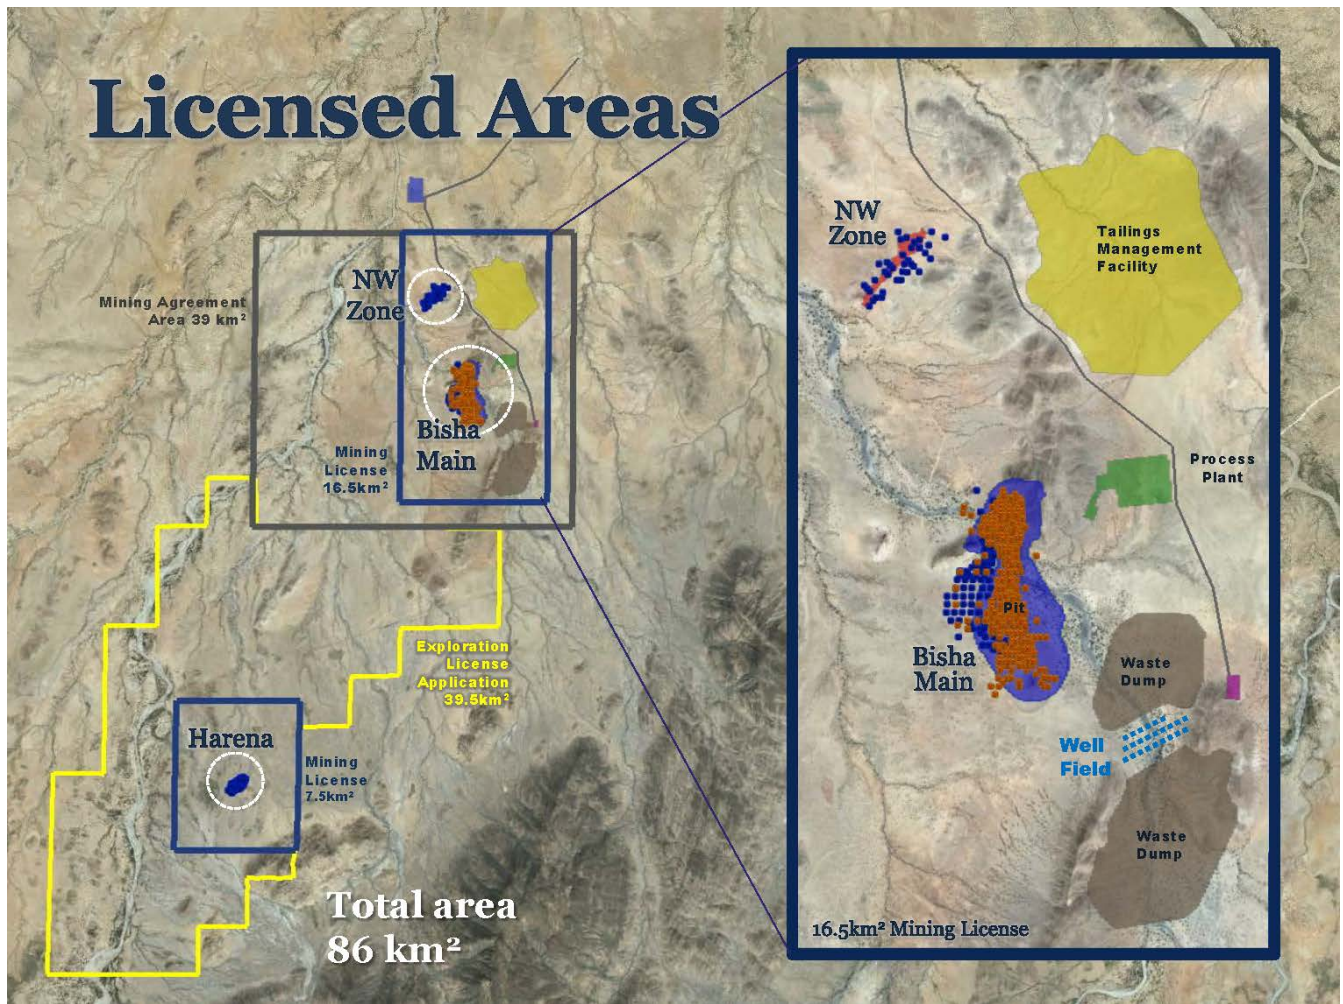 Licensed Areas
NW
Zone
Mining Agreement
Area 39 km²
Bisha
Main
Mining
License
16.5km²
Exploration
License
Application
39.5km²
Harena
Mining
License
7.5km²
Total area
86 km²
NW
Zone
Tailings
Management
Facility
Process
Plant
Pit
Bisha
Main
Waste
Dump
Well
Field
Waste
Dump
16.5km² Mining License